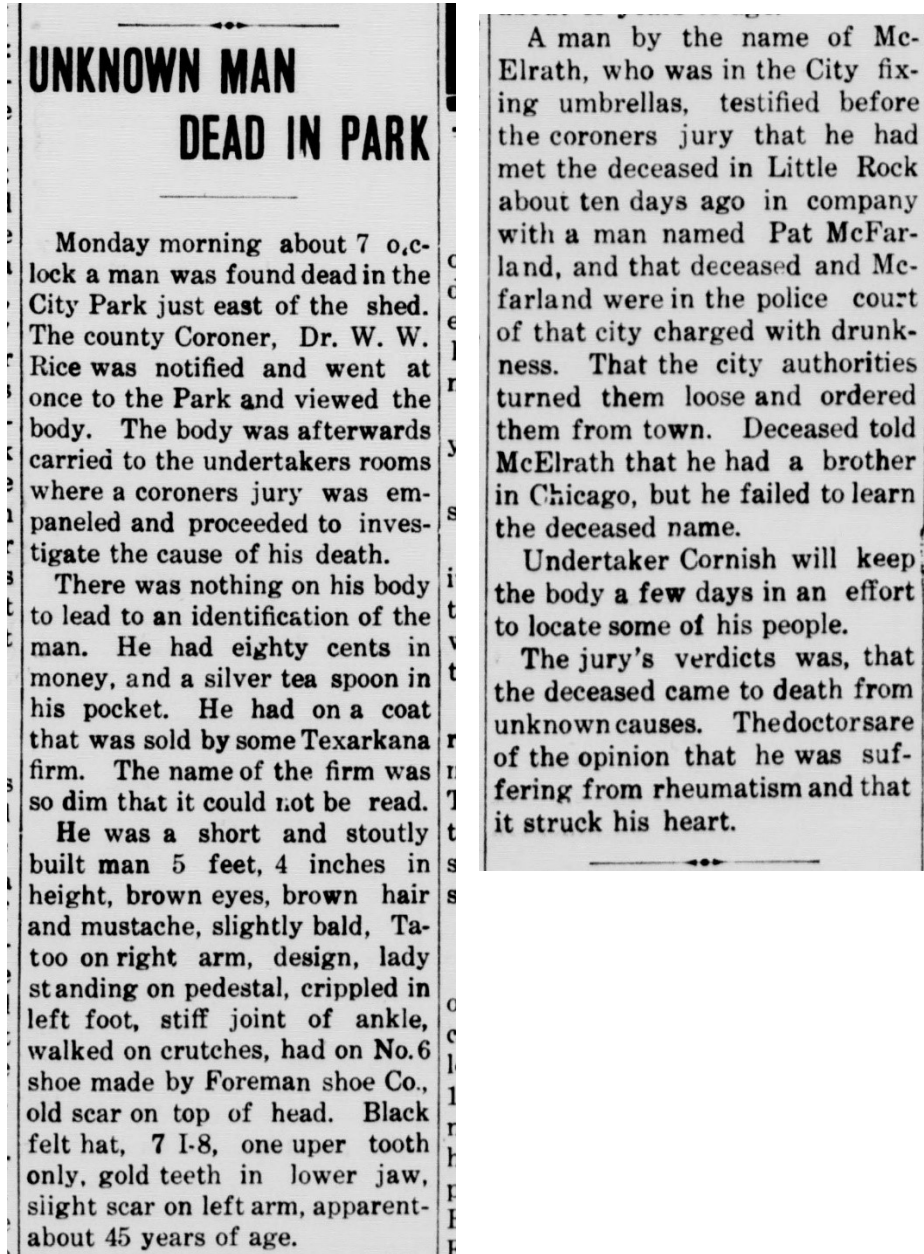 UNKNOWN MAN
DEAD IN PARK
Monday morning about 7 o,c-
lock a man was found dead in the
City Park just east of the shed.
The county Coroner, Dr. W. W.
Rice was notified and went at
once to the Park and viewed the
body. The body was afterwards
carried to the undertakers rooms
where a coroners jury was em-
paneled and proceeded to inves-
tigate the cause of his death.
There was nothing on his body
to lead to an identification of the
man. He had eighty cents in
money, and a silver tea spoon in
his pocket. He had on a coat
that was sold by some Texarkana
firm. The name of the firm was
so dim that it could not be read.
He was a short and stoutly
built man 5 feet, 4 inches in
height, brown eyes, brown hair
and mustache, slightly bald, Ta-
too on right arm, design, lady
standing on pedestal, crippled in
left foot, stiff joint of ankle,
walked on crutches, had on No. 6
shoe made by Foreman shoe Co.,
old scar on top of head. Black
felt hat, 7 I-8, one uper tooth
only, gold teeth in lower jaw,
slight scar on left arm, apparent-
about 45 years of age.
A man by the name of Mc-
Elrath, who was in the City fix-
ing umbrellas, testified before
the coroners jury that he had
met the deceased in Little Rock
about ten days ago in company
with a man named Pat McFar-
land, and that deceased and Mc-
farland were in the police court
of that city charged with drunk-
ness. That the city authorities
turned them loose and ordered
them from town. Deceased told
McElrath that he had a brother
in Chicago, but he failed to learn
the deceased name.
Undertaker Cornish will keep
the body a few days in an effort
to locate some of his people.
The jury's verdicts was, that
the deceased came to death from
unknown causes. Thedoctorsare
of the opinion that he was suf-
fering from rheumatism and that
it struck his heart.